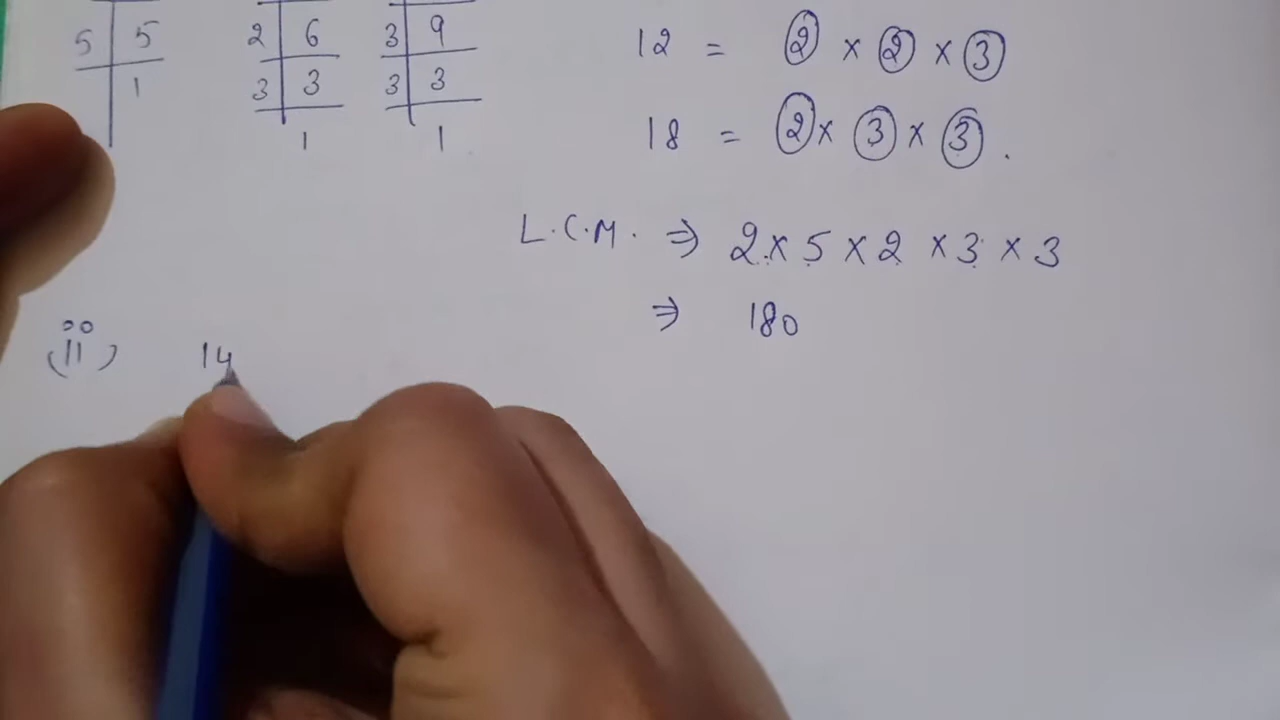 5 | 5
1
2 | 6
3 | 3
1
3 | 9
3 | 3
1
12 = 2 × 2 × 3
18 = 2 × 3 × 3 .
L.C.M. ⇒ 2 × 5 × 2 × 3 × 3
⇒ 180
(ii) 14